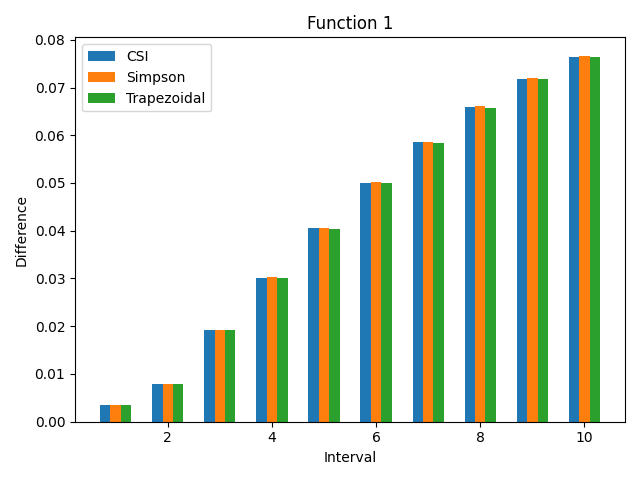 Function 1
CSI
Simpson
Trapezoidal
0.08
0.07
0.06
0.05
0.04
0.03
0.02
0.01
0.00
Difference
2 4 6 8 10
Interval